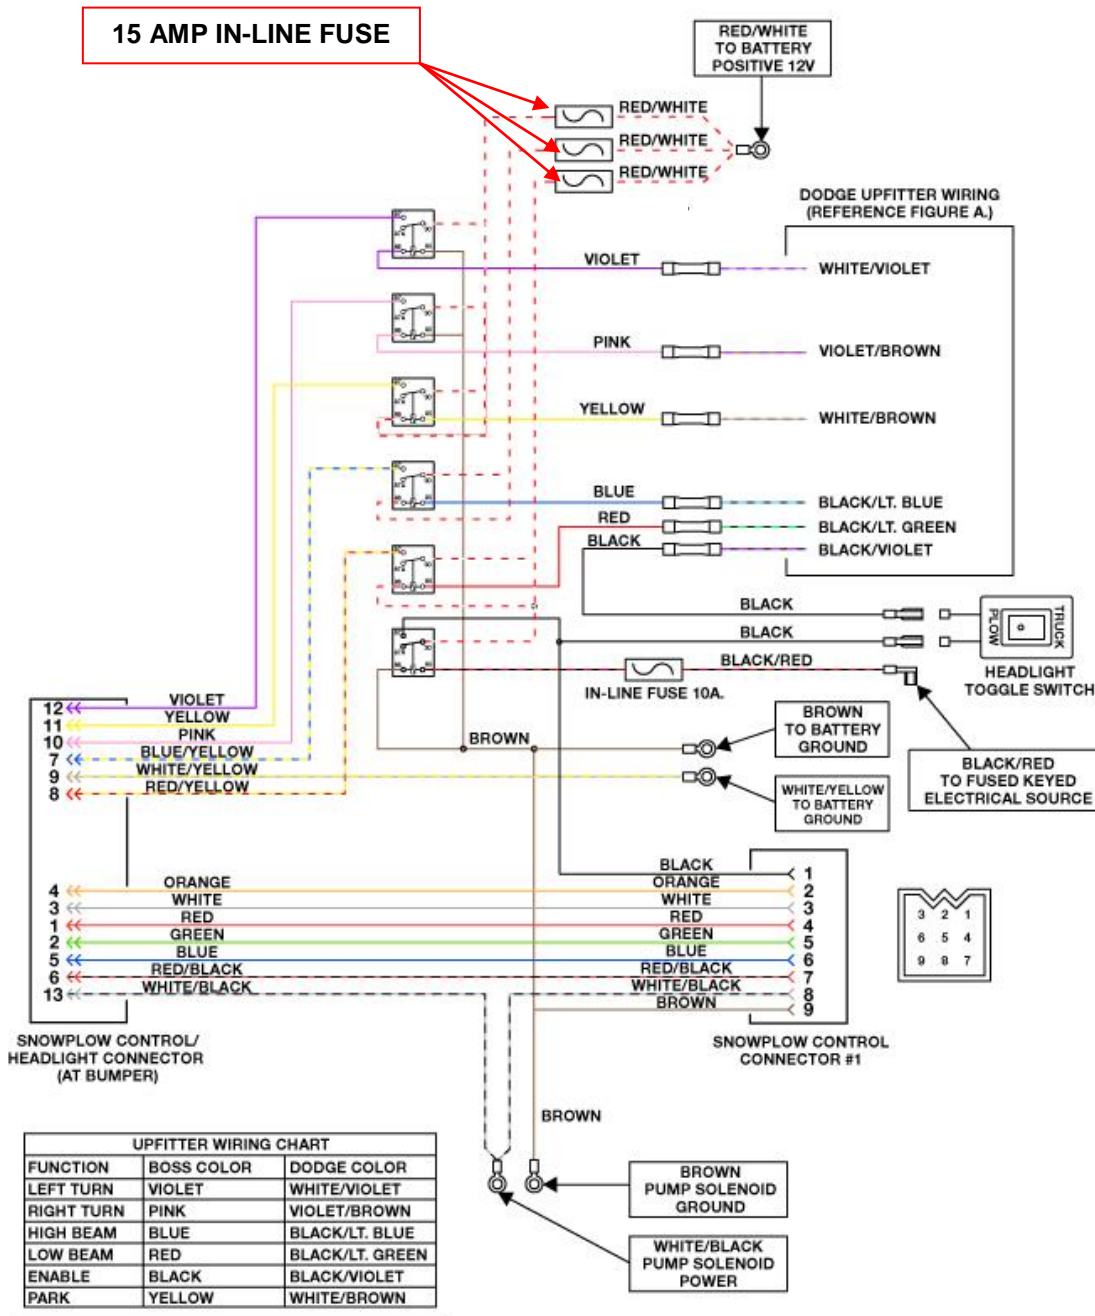 15 AMP IN-LINE FUSE
RED/WHITE
TO BATTERY
POSITIVE 12V
RED/WHITE
RED/WHITE
RED/WHITE
DODGE UPFITTER WIRING
(REFERENCE FIGURE A.)
VIOLET
WHITE/VIOLET
PINK
VIOLET/BROWN
YELLOW
WHITE/BROWN
BLUE
BLACK/LT. BLUE
RED
BLACK/LT. GREEN
BLACK
BLACK/VIOLET
BLACK
BLACK
TRUCK
PLOW
HEADLIGHT
TOGGLE SWITCH
BLACK/RED
IN-LINE FUSE 10A.
BROWN
TO BATTERY
GROUND
BLACK/RED
TO FUSED KEYED
ELECTRICAL SOURCE
WHITE/YELLOW
TO BATTERY
GROUND
BROWN
12 VIOLET
11 YELLOW
10 PINK
7 BLUE/YELLOW
9 WHITE/YELLOW
8 RED/YELLOW
BLACK 1
4 ORANGE ORANGE 2
3 WHITE WHITE 3
1 RED RED 4
2 GREEN GREEN 5
5 BLUE BLUE 6
6 RED/BLACK RED/BLACK 7
13 WHITE/BLACK WHITE/BLACK 8
BROWN 9
3 2 1
6 5 4
9 8 7
SNOWPLOW CONTROL/
HEADLIGHT CONNECTOR
(AT BUMPER)
SNOWPLOW CONTROL
CONNECTOR #1
BROWN
BROWN
PUMP SOLENOID
GROUND
WHITE/BLACK
PUMP SOLENOID
POWER
UPFITTER WIRING CHART
FUNCTION BOSS COLOR DODGE COLOR
LEFT TURN VIOLET WHITE/VIOLET
RIGHT TURN PINK VIOLET/BROWN
HIGH BEAM BLUE BLACK/LT. BLUE
LOW BEAM RED BLACK/LT. GREEN
ENABLE BLACK BLACK/VIOLET
PARK YELLOW WHITE/BROWN